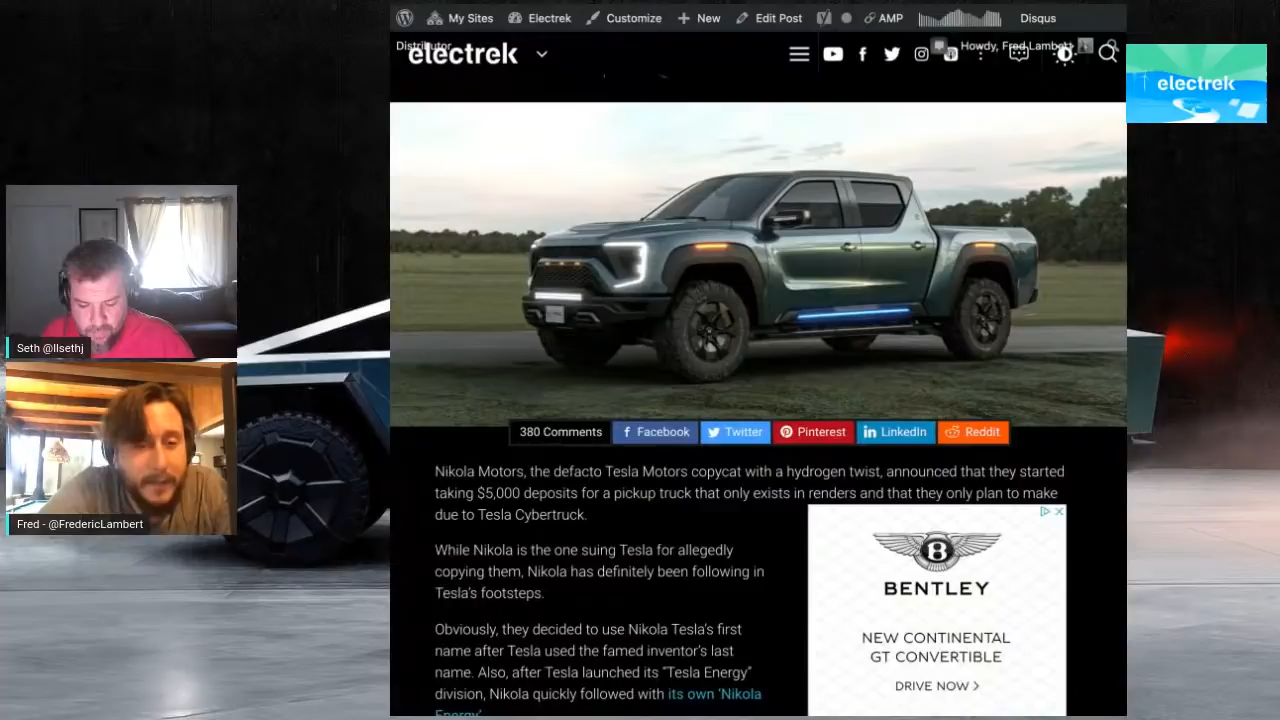 My Sites Electrek Customize New Edit Post AMP Disqus
Distributor Howdy, Fred Lambert
electrek
electrek
380 Comments Facebook Twitter Pinterest LinkedIn Reddit
Seth @llsethj
Fred - @FredericLambert
Nikola Motors, the defacto Tesla Motors copycat with a hydrogen twist, announced that they started
taking $5,000 deposits for a pickup truck that only exists in renders and that they only plan to make
due to Tesla Cybertruck.
While Nikola is the one suing Tesla for allegedly
copying them, Nikola has definitely been following in
Tesla's footsteps.
Obviously, they decided to use Nikola Tesla's first
name after Tesla used the famed inventor's last
name. Also, after Tesla launched its "Tesla Energy"
division, Nikola quickly followed with its own 'Nikola
Energy'
B
BENTLEY
NEW CONTINENTAL
GT CONVERTIBLE
DRIVE NOW >